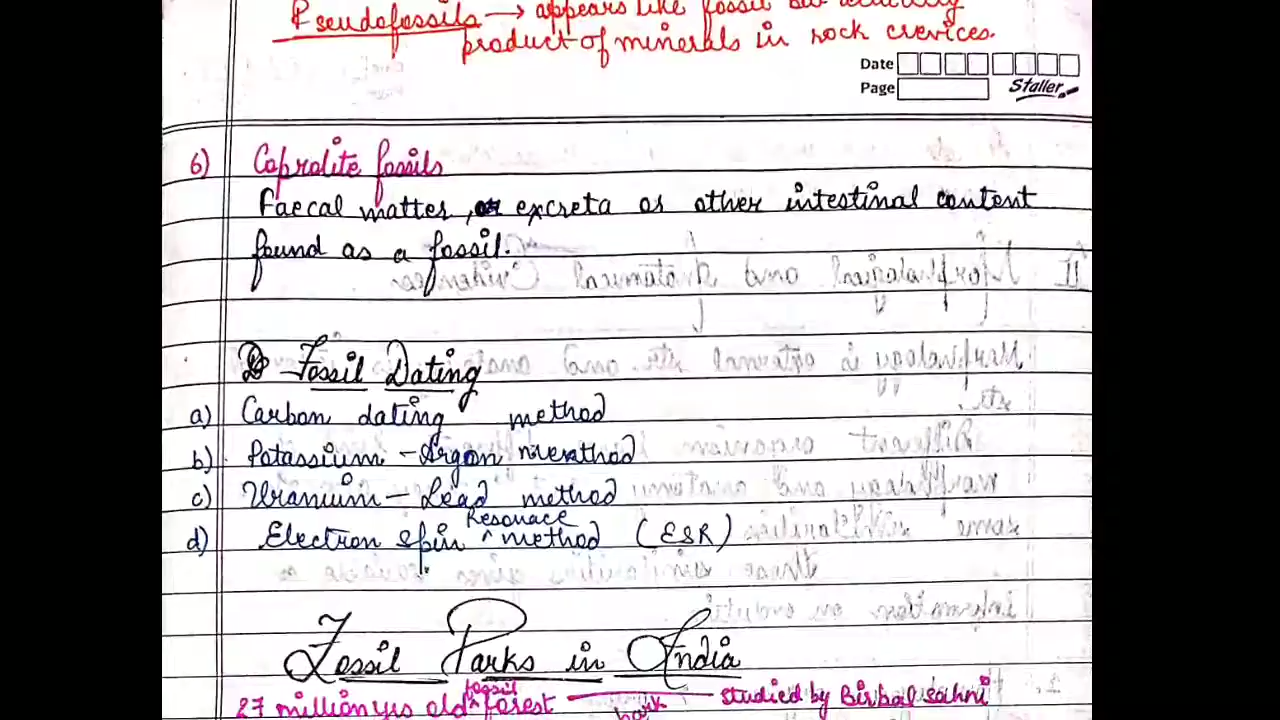 Pseudofossils → appears like fossil but actually
product of minerals in rock crevices.
Date
Page Staller
6) Coprolite fossils
Faecal matter, or excreta or other intestinal content
found as a fossil.
Fossil Dating
a) Carbon dating method
b) Potassium - Argon method
c) Uranium - Lead method
d) Electron spin ^ Resonace method (ESR)
Fossil Parks in India
27 million yrs old ^ fossil forest — studied by Birbal Sahni